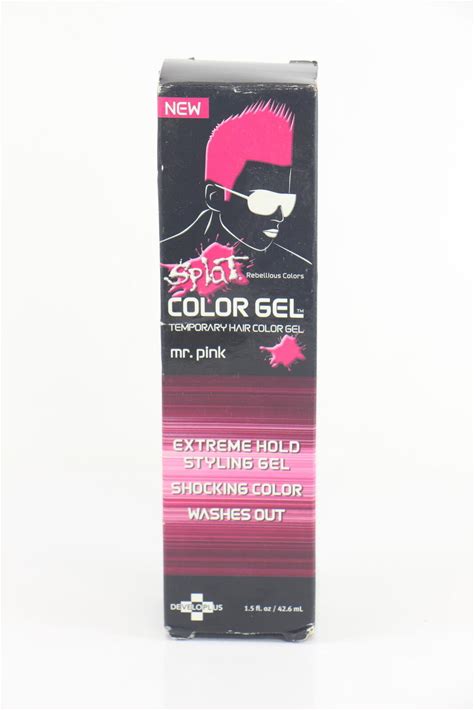 NEW
Splat. Rebellious Colors
COLOR GEL™
TEMPORARY HAIR COLOR GEL
mr. pink
EXTREME HOLD
STYLING GEL
SHOCKING COLOR
WASHES OUT
DEVELOPLUS
1.5 fl. oz / 42.6 mL